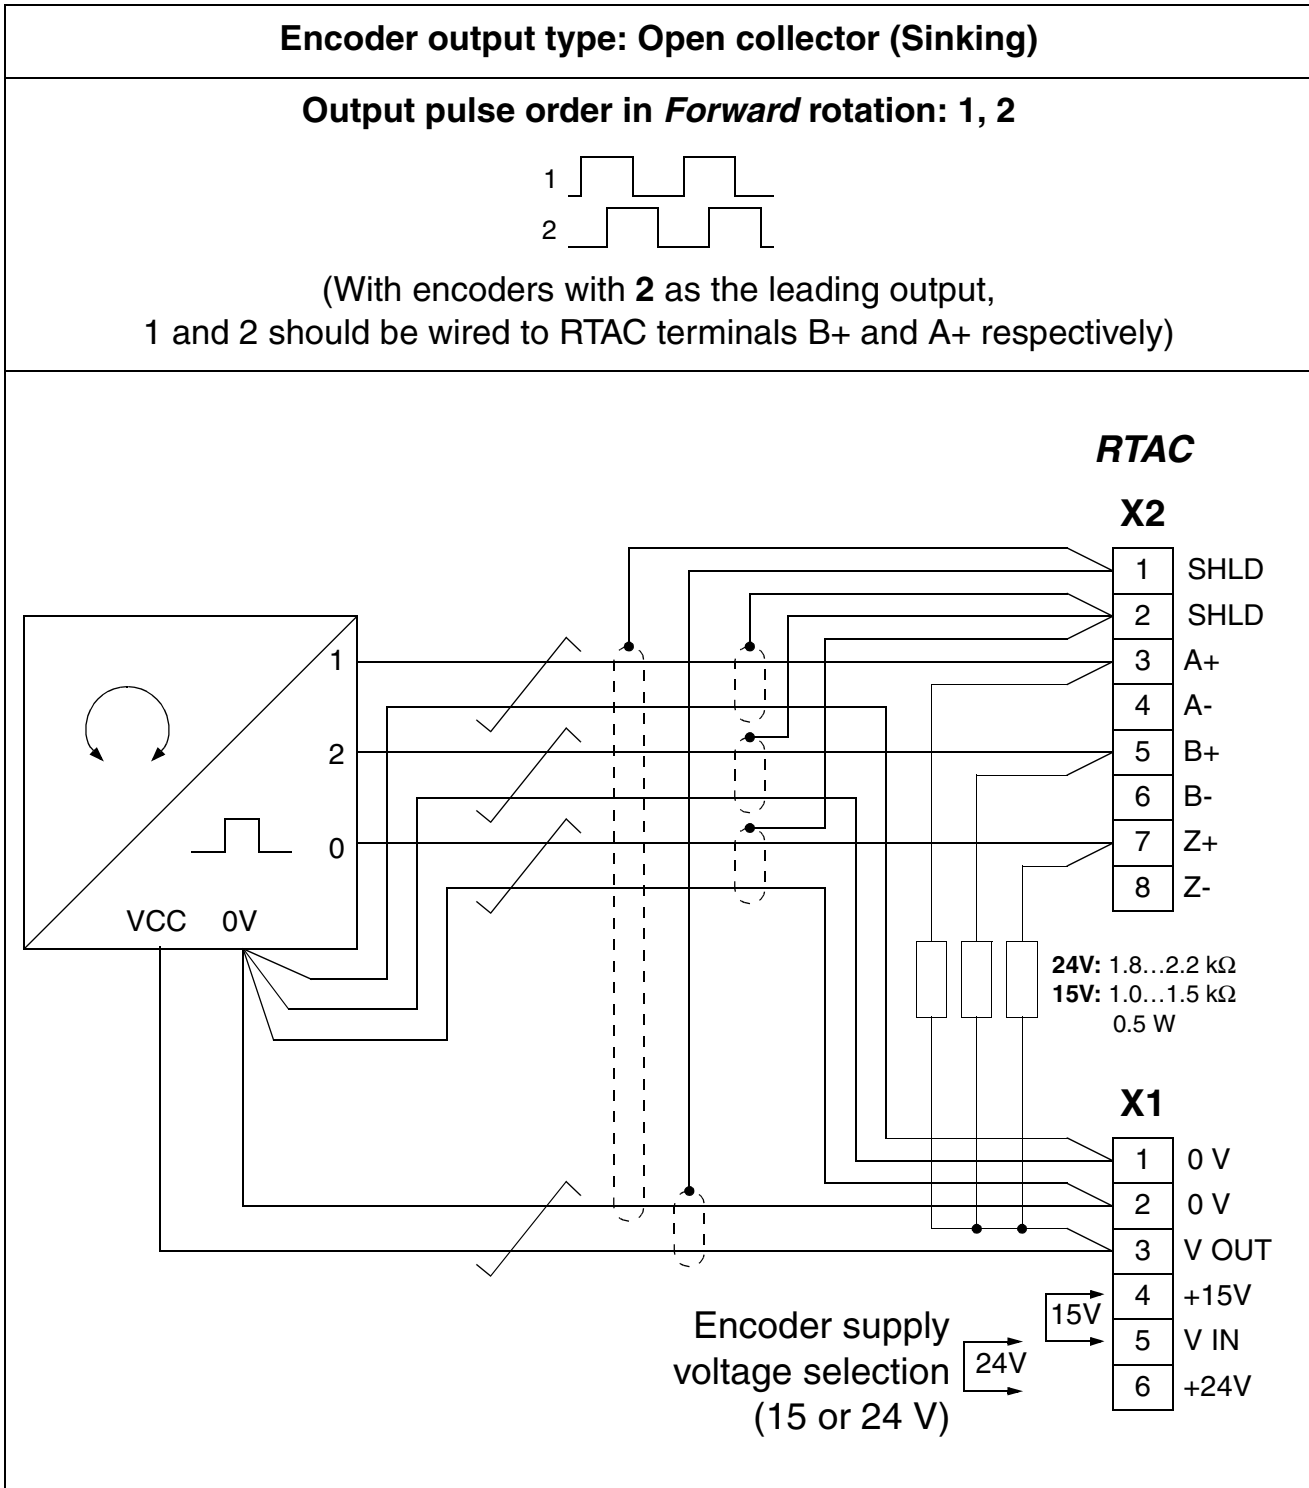 Encoder output type: Open collector (Sinking)
Output pulse order in Forward rotation: 1, 2
1
2
(With encoders with 2 as the leading output,
1 and 2 should be wired to RTAC terminals B+ and A+ respectively)
RTAC
X2
1 SHLD
2 SHLD
3 A+
4 A-
5 B+
6 B-
7 Z+
8 Z-
1
2
0
VCC 0V
24V: 1.8...2.2 kΩ
15V: 1.0...1.5 kΩ
0.5 W
X1
1 0 V
2 0 V
3 V OUT
4 +15V
5 V IN
6 +24V
15V
24V
Encoder supply
voltage selection
(15 or 24 V)